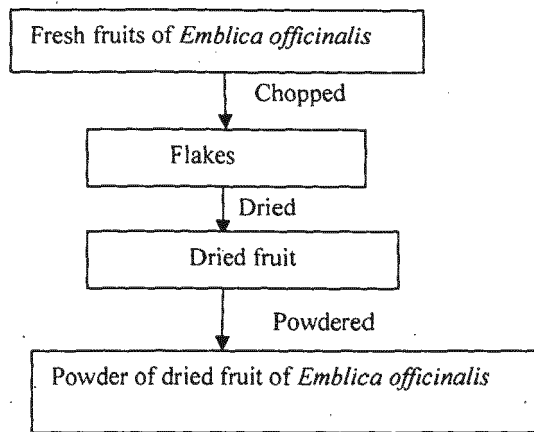 Fresh fruits of Emblica officinalis
Chopped
Flakes
Dried
Dried fruit
Powdered
Powder of dried fruit of Emblica officinalis